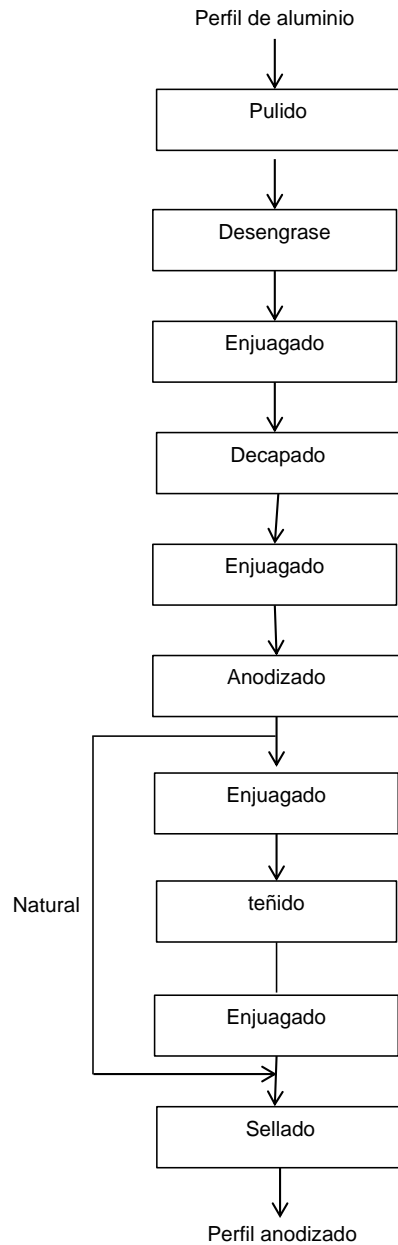 Perfil de aluminio
Pulido
Desengrase
Enjuagado
Decapado
Enjuagado
Anodizado
Enjuagado
Natural
teñido
Enjuagado
Sellado
Perfil anodizado